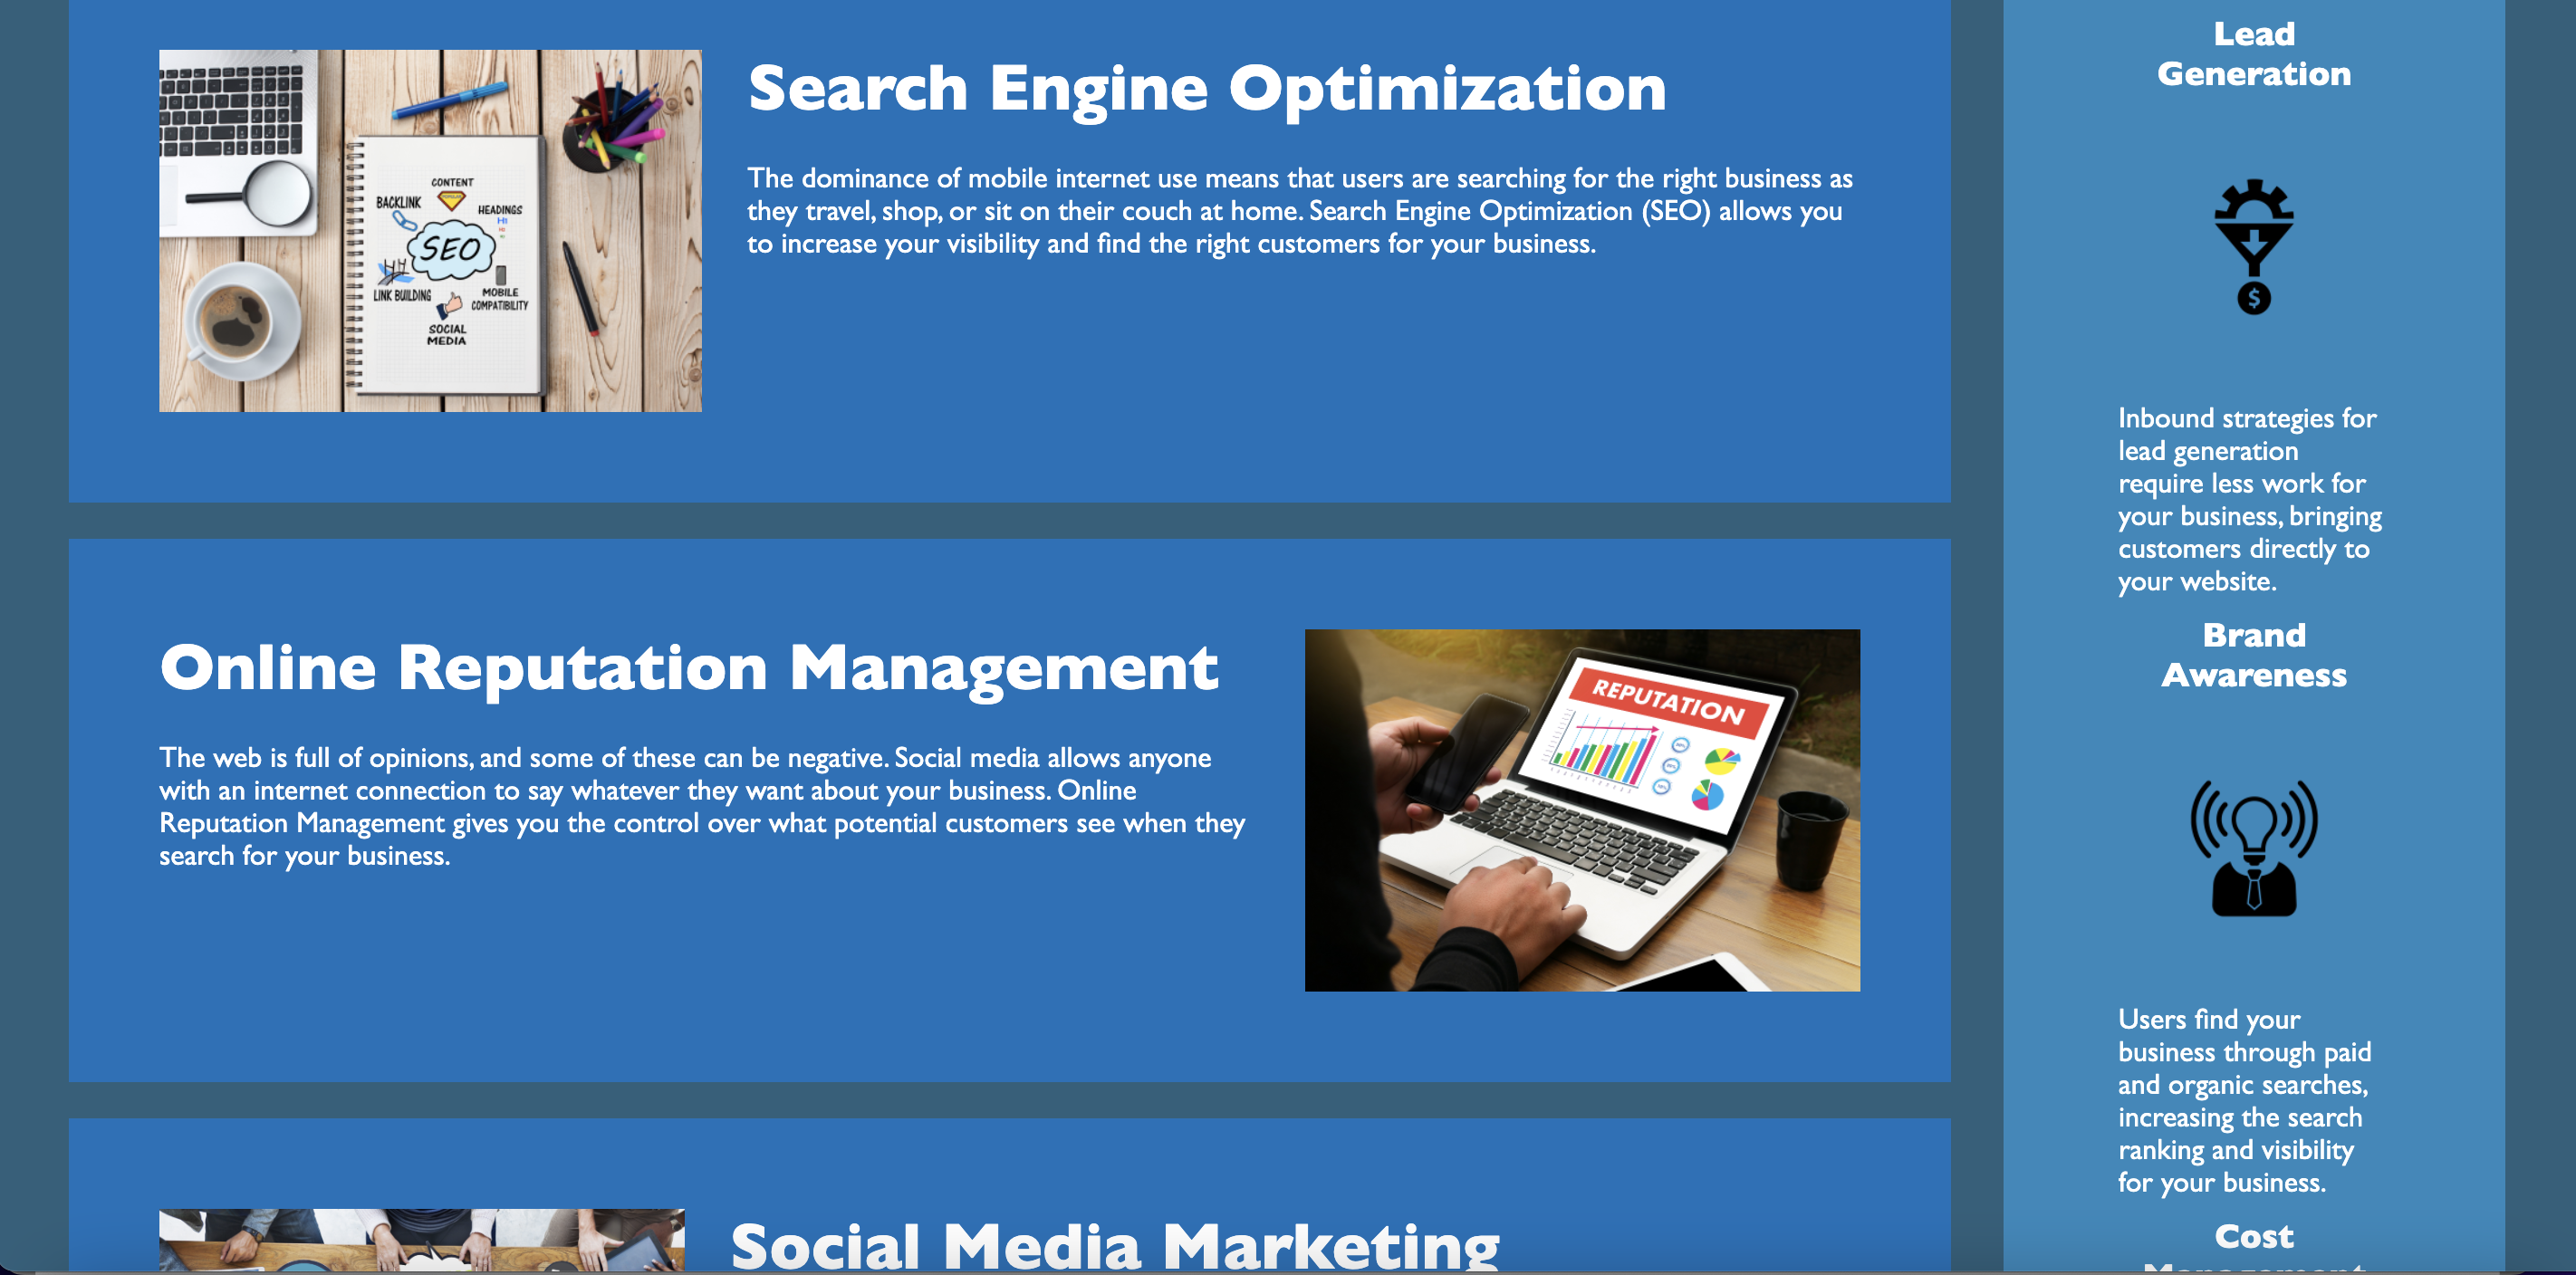 Search Engine Optimization
The dominance of mobile internet use means that users are searching for the right business as
they travel, shop, or sit on their couch at home. Search Engine Optimization (SEO) allows you
to increase your visibility and find the right customers for your business.
CONTENT
BACKLINK
HEADINGS
H1
SEO
LINK BUILDING
MOBILE
COMPATIBILITY
SOCIAL
MEDIA
Online Reputation Management
The web is full of opinions, and some of these can be negative. Social media allows anyone
with an internet connection to say whatever they want about your business. Online
Reputation Management gives you the control over what potential customers see when they
search for your business.
REPUTATION
Social Media Marketing
Lead
Generation
$
Inbound strategies for
lead generation
require less work for
your business, bringing
customers directly to
your website.
Brand
Awareness
Users find your
business through paid
and organic searches,
increasing the search
ranking and visibility
for your business.
Cost
Management